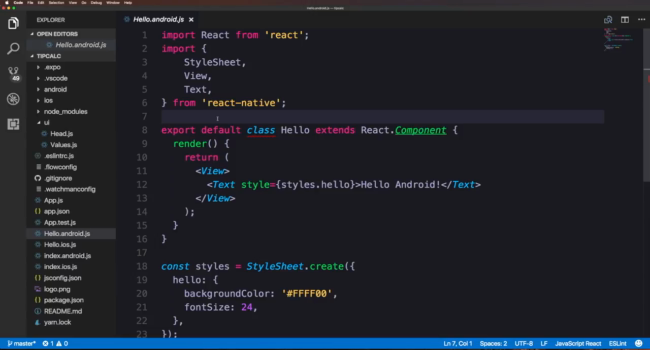 Code File Edit Selection View Go Debug Window Help
Hello.android.js — tipcalc
EXPLORER
OPEN EDITORS
Hello.android.js
TIPCALC
.expo
.vscode
android
ios
node_modules
ui
Head.js
Values.js
.eslintrc.js
.flowconfig
.gitignore
.watchmanconfig
App.js
app.json
App.test.js
Hello.android.js
Hello.ios.js
index.android.js
index.ios.js
jsconfig.json
logo.png
package.json
README.md
yarn.lock
49
Hello.android.js ×
1 import React from 'react';
2 import {
3 StyleSheet,
4 View,
5 Text,
6 } from 'react-native';
7
8 export default class Hello extends React.Component {
9 render() {
10 return (
11 <View>
12 <Text style={styles.hello}>Hello Android!</Text>
13 </View>
14 );
15 }
16 }
17
18 const styles = StyleSheet.create({
19 hello: {
20 backgroundColor: '#FFFF00',
21 fontSize: 24,
22 },
23 });
master* 1 0 Ln 7, Col 1 Spaces: 2 UTF-8 LF JavaScript React ESLint